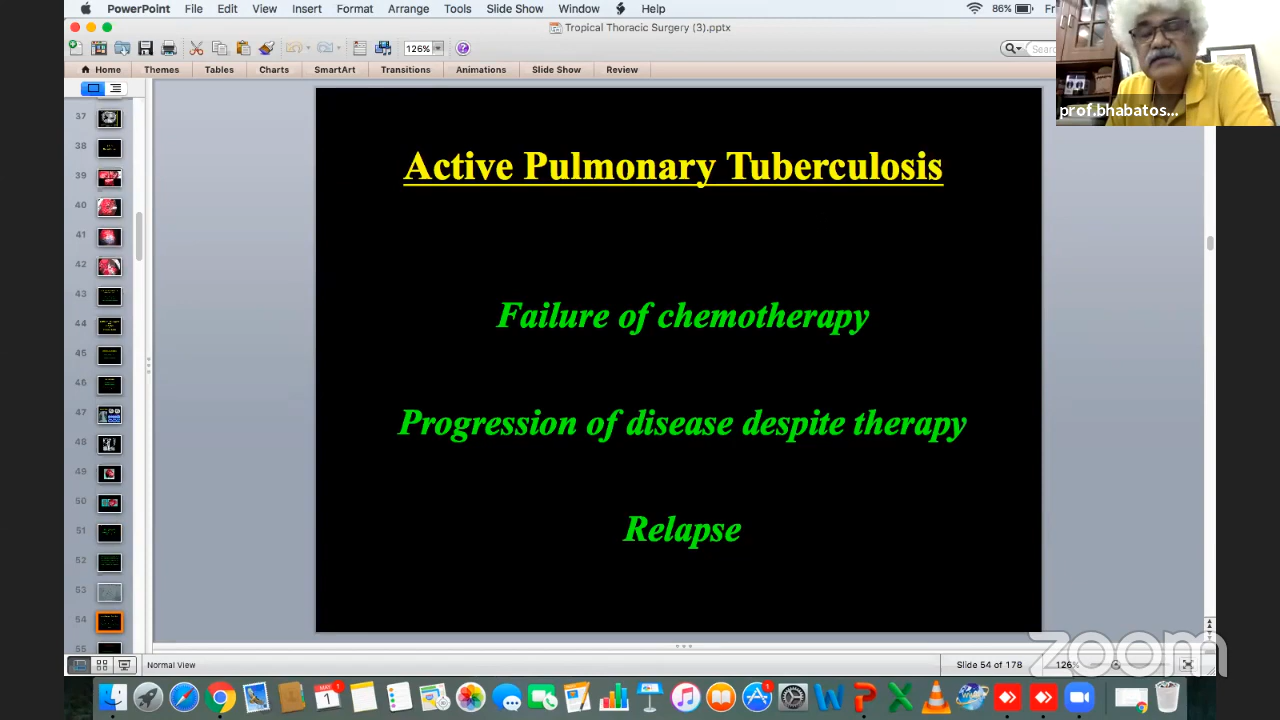 PowerPoint File Edit View Insert Format Arrange Tools Slide Show Window Help 86% Fr
Tropical Thoracic Surgery (3).pptx
126%
Home Themes Tables Charts SmartArt Transitions Animations Slide Show Review
prof.bhabatos...
37
38
39
40
41
42
43
44
45
46
47
48
49
50
51
52
53
54
55
Active Pulmonary Tuberculosis
Failure of chemotherapy
Progression of disease despite therapy
Relapse
Normal View Slide 54 of 178 126%
zoom